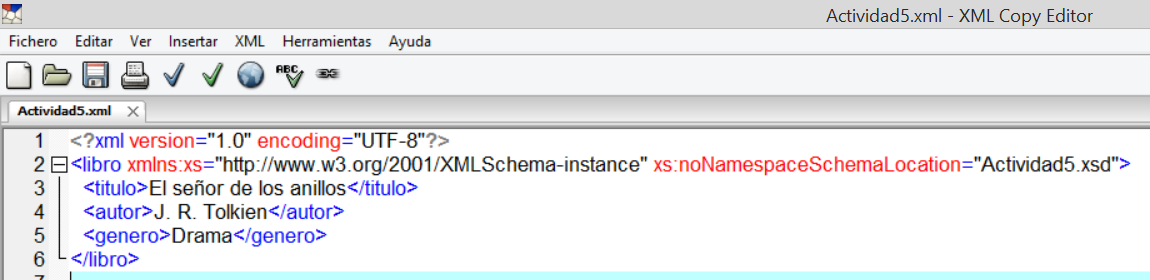 Actividad5.xml - XML Copy Editor
Fichero Editar Ver Insertar XML Herramientas Ayuda
ABC
Actividad5.xml
1 <?xml version="1.0" encoding="UTF-8"?>
2 <libro xmlns:xs="http://www.w3.org/2001/XMLSchema-instance" xs:noNamespaceSchemaLocation="Actividad5.xsd">
3 <titulo>El señor de los anillos</titulo>
4 <autor>J. R. Tolkien</autor>
5 <genero>Drama</genero>
6 </libro>
7